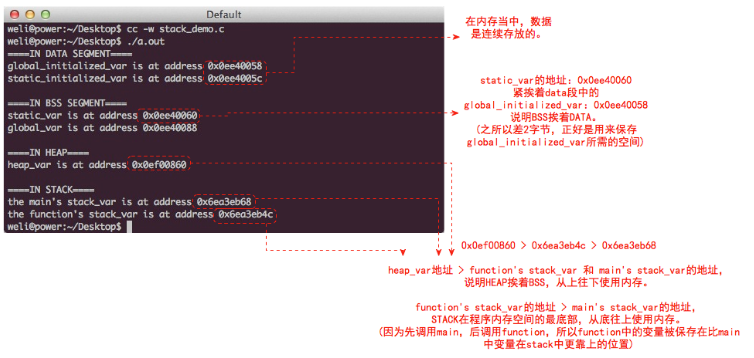 Default
weli@power:~/Desktop$ cc -w stack_demo.c
weli@power:~/Desktop$ ./a.out
====IN DATA SEGMENT====
global_initialized_var is at address 0x0ee40058
static_initialized_var is at address 0x0ee4005c
====IN BSS SEGMENT====
static_var is at address 0x0ee40060
global_var is at address 0x0ee40088
====IN HEAP====
heap_var is at address 0x0ef00860
====IN STACK====
the main's stack_var is at address 0x6ea3eb68
the function's stack_var is at address 0x6ea3eb4c
weli@power:~/Desktop$
在内存当中，数据
是连续存放的。
static_var的地址：0x0ee40060
紧挨着data段中的
global_initialized_var：0x0ee40058
说明BSS挨着DATA。
(之所以差2字节，正好是用来保存
global_initialized_var所需的空间)
0x0ef00860 > 0x6ea3eb4c > 0x6ea3eb68
heap_var地址 > function's stack_var 和 main's stack_var的地址，
说明HEAP挨着BSS，从上往下使用内存。
function's stack_var的地址 > main's stack_var的地址，
STACK在程序内存空间的最底部，从底往上使用内存。
(因为先调用main，后调用function，所以function中的变量被保存在比main
中变量在stack中更靠上的位置)